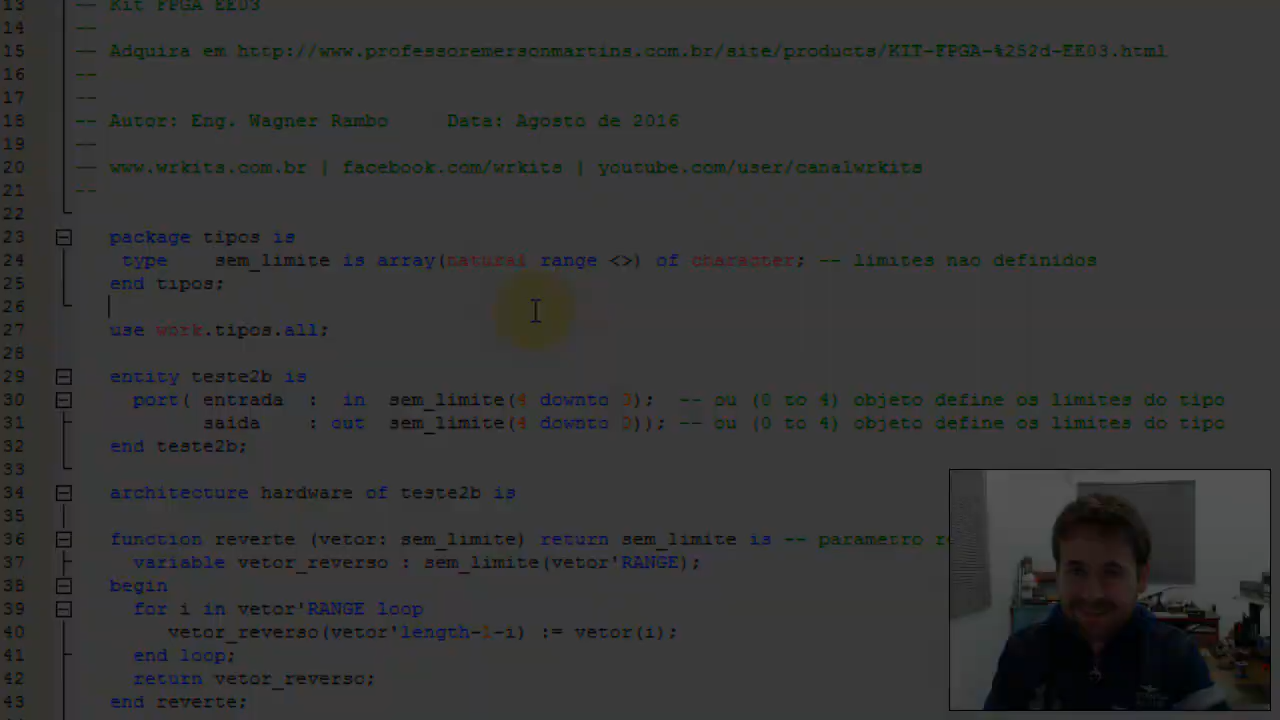 13 -- Kit FPGA EE03
14 --
15 -- Adquira em http://www.professoremersonmartins.com.br/site/products/KIT-FPGA-%252d-EE03.html
16 --
17 --
18 -- Autor: Eng. Wagner Rambo Data: Agosto de 2016
19 --
20 -- www.wrkits.com.br | facebook.com/wrkits | youtube.com/user/canalwrkits
21 --
22
23 package tipos is
24 type sem_limite is array(natural range <>) of character; -- limites nao definidos
25 end tipos;
26
27 use work.tipos.all;
28
29 entity teste2b is
30 port( entrada : in sem_limite(4 downto 0); -- ou (0 to 4) objeto define os limites do tipo
31 saida : out sem_limite(4 downto 0)); -- ou (0 to 4) objeto define os limites do tipo
32 end teste2b;
33
34 architecture hardware of teste2b is
35
36 function reverte (vetor: sem_limite) return sem_limite is -- parametro
37 variable vetor_reverso : sem_limite(vetor'RANGE);
38 begin
39 for i in vetor'RANGE loop
40 vetor_reverso(vetor'length-1-i) := vetor(i);
41 end loop;
42 return vetor_reverso;
43 end reverte;